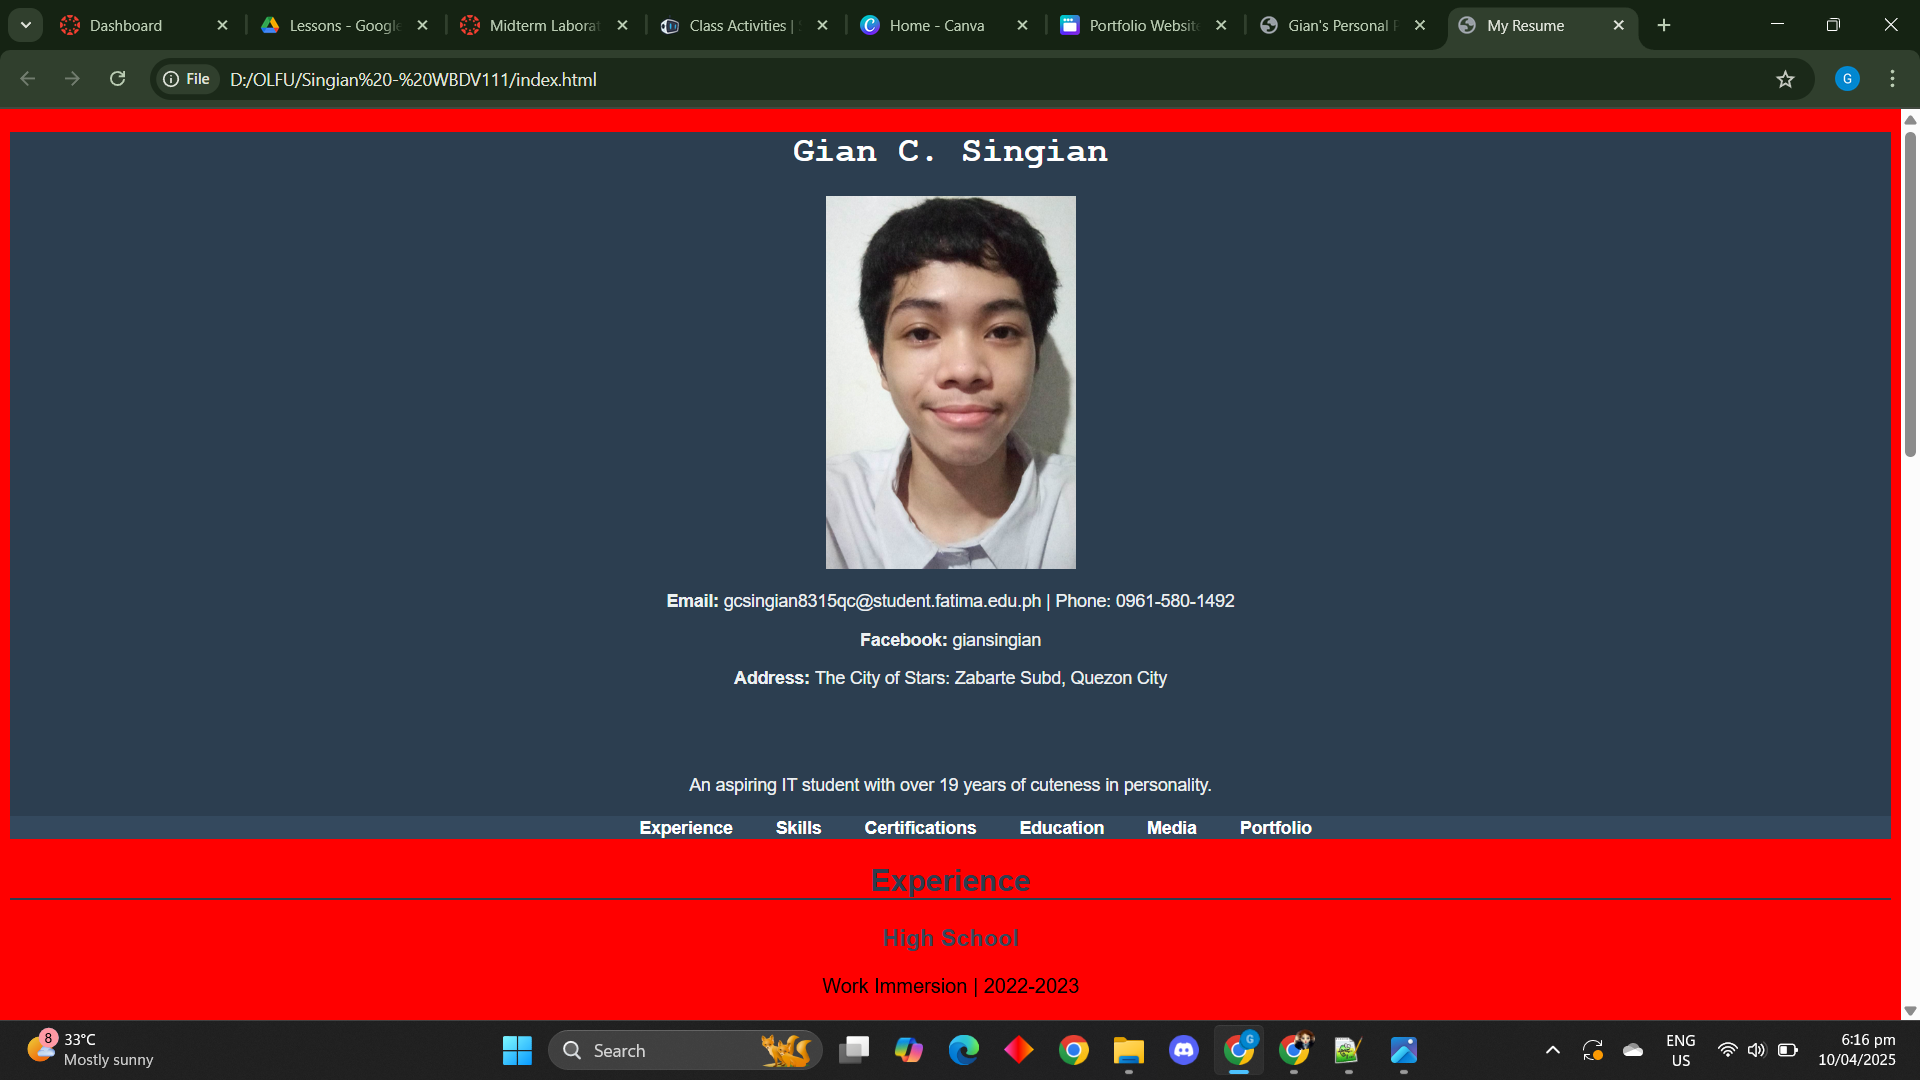 Dashboard
Lessons - Google
Midterm Laborat
Class Activities |
Home - Canva
Portfolio Website
Gian's Personal P
My Resume
File
D:/OLFU/Singian%20-%20WBDV111/index.html
G
Gian C. Singian
Email: gcsingian8315qc@student.fatima.edu.ph | Phone: 0961-580-1492
Facebook: giansingian
Address: The City of Stars: Zabarte Subd, Quezon City
An aspiring IT student with over 19 years of cuteness in personality.
Experience Skills Certifications Education Media Portfolio
Experience
High School
Work Immersion | 2022-2023
8
33°C
Mostly sunny
Search
G
ENG
US
6:16 pm
10/04/2025